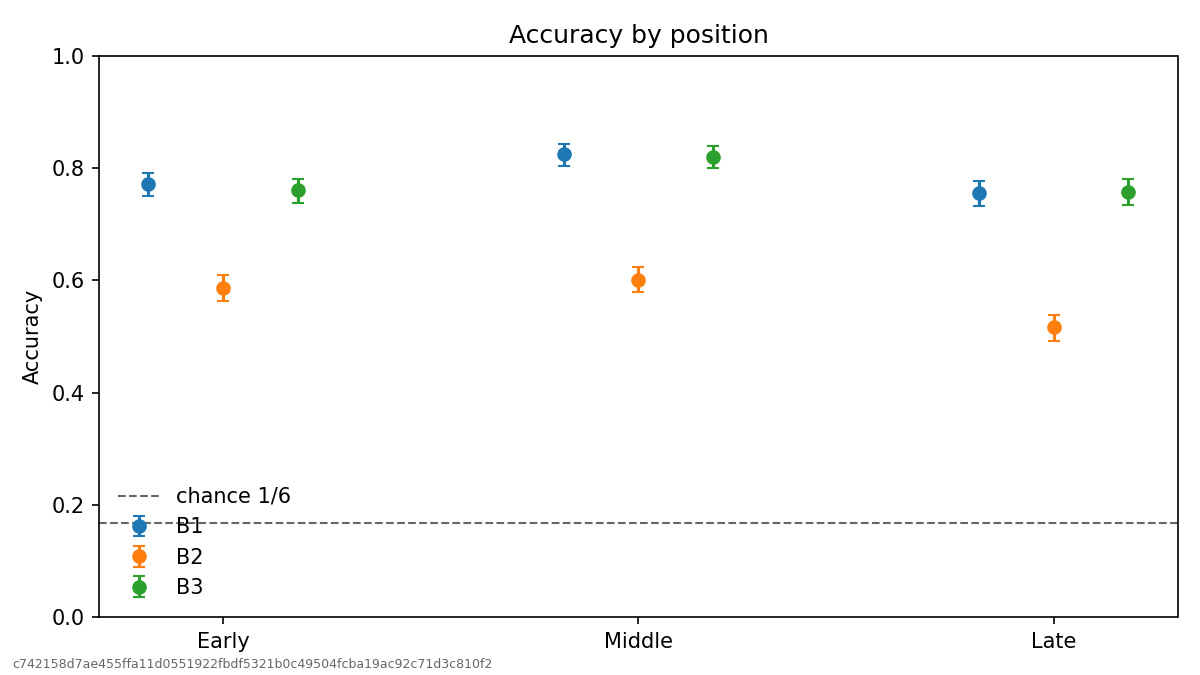 Accuracy by position
1.0
0.8
0.6
0.4
0.2
0.0
Accuracy
chance 1/6
B1
B2
B3
Early Middle Late
c742158d7ae455ffa11d0551922fbdf5321b0c49504fcba19ac92c71d3c810f2